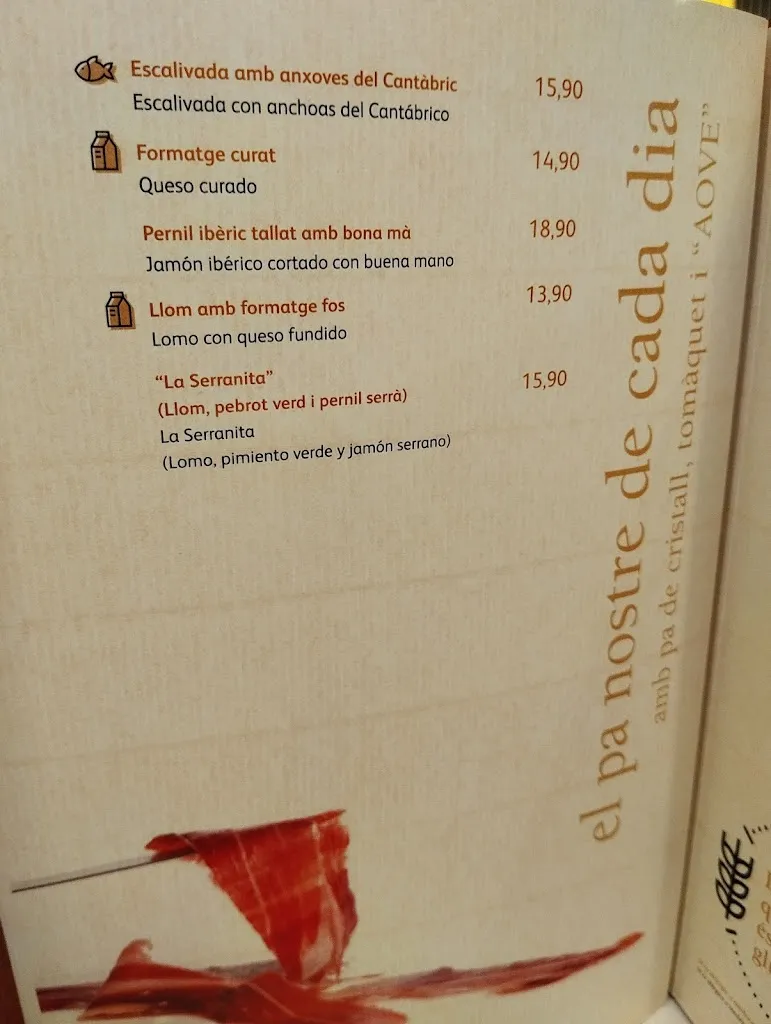 Escalivada amb anxoves del Cantàbric 15,90
Escalivada con anchoas del Cantábrico
Formatge curat 14,90
Queso curado
Pernil ibèric tallat amb bona mà 18,90
Jamón ibérico cortado con buena mano
Llom amb formatge fos 13,90
Lomo con queso fundido
"La Serranita" 15,90
(Llom, pebrot verd i pernil serrà)
La Serranita
(Lomo, pimiento verde y jamón serrano)
el pa nostre de cada dia
amb pa de cristall, tomàquet i "AOVE"